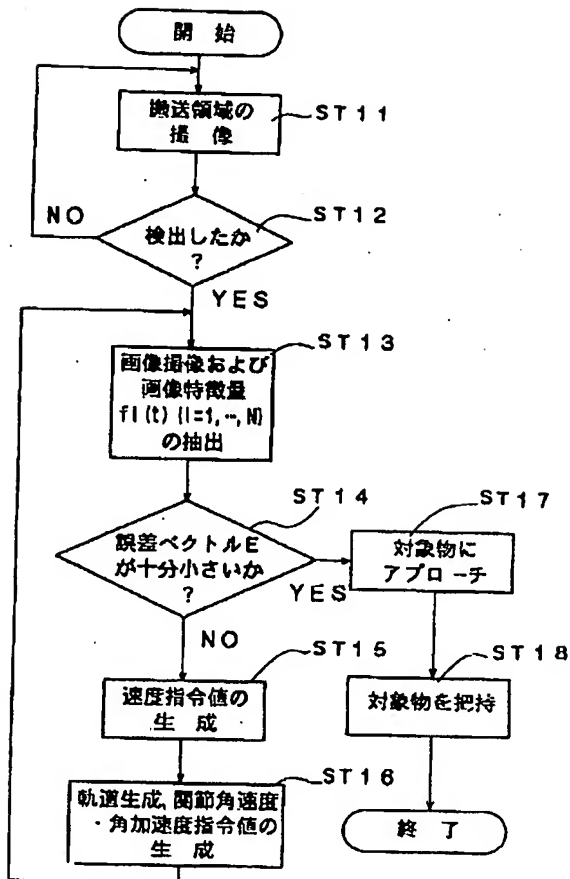 開 始
搬送領域の
撮 像
ST11
NO
検出したか
?
ST12
YES
画像撮像および
画像特徴量
fi(t) {i=1,…,N}
の抽出
ST13
誤差ベクトルE
が十分小さいか
?
ST14
YES
対象物に
アプローチ
ST17
NO
速度指令値の
生 成
ST15
対象物を把持
ST18
軌道生成、関節角速度
・角加速度指令値の
生 成
ST16
終 了